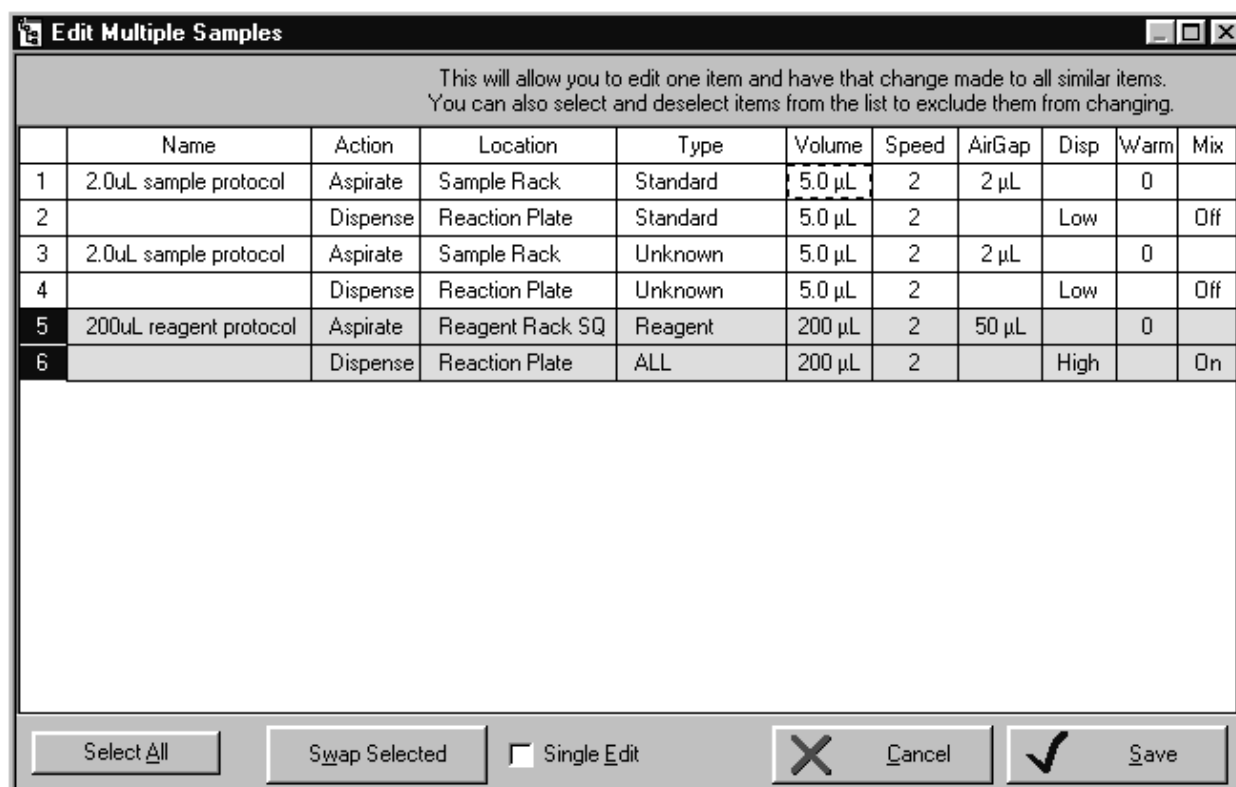 Edit Multiple Samples
This will allow you to edit one item and have that change made to all similar items.
You can also select and deselect items from the list to exclude them from changing.
Name Action Location Type Volume Speed AirGap Disp Warm Mix
1 2.0uL sample protocol Aspirate Sample Rack Standard 5.0 µL 2 2 µL 0
2 Dispense Reaction Plate Standard 5.0 µL 2 Low Off
3 2.0uL sample protocol Aspirate Sample Rack Unknown 5.0 µL 2 2 µL 0
4 Dispense Reaction Plate Unknown 5.0 µL 2 Low Off
5 200uL reagent protocol Aspirate Reagent Rack SQ Reagent 200 µL 2 50 µL 0
6 Dispense Reaction Plate ALL 200 µL 2 High On
Select All Swap Selected Single Edit Cancel Save